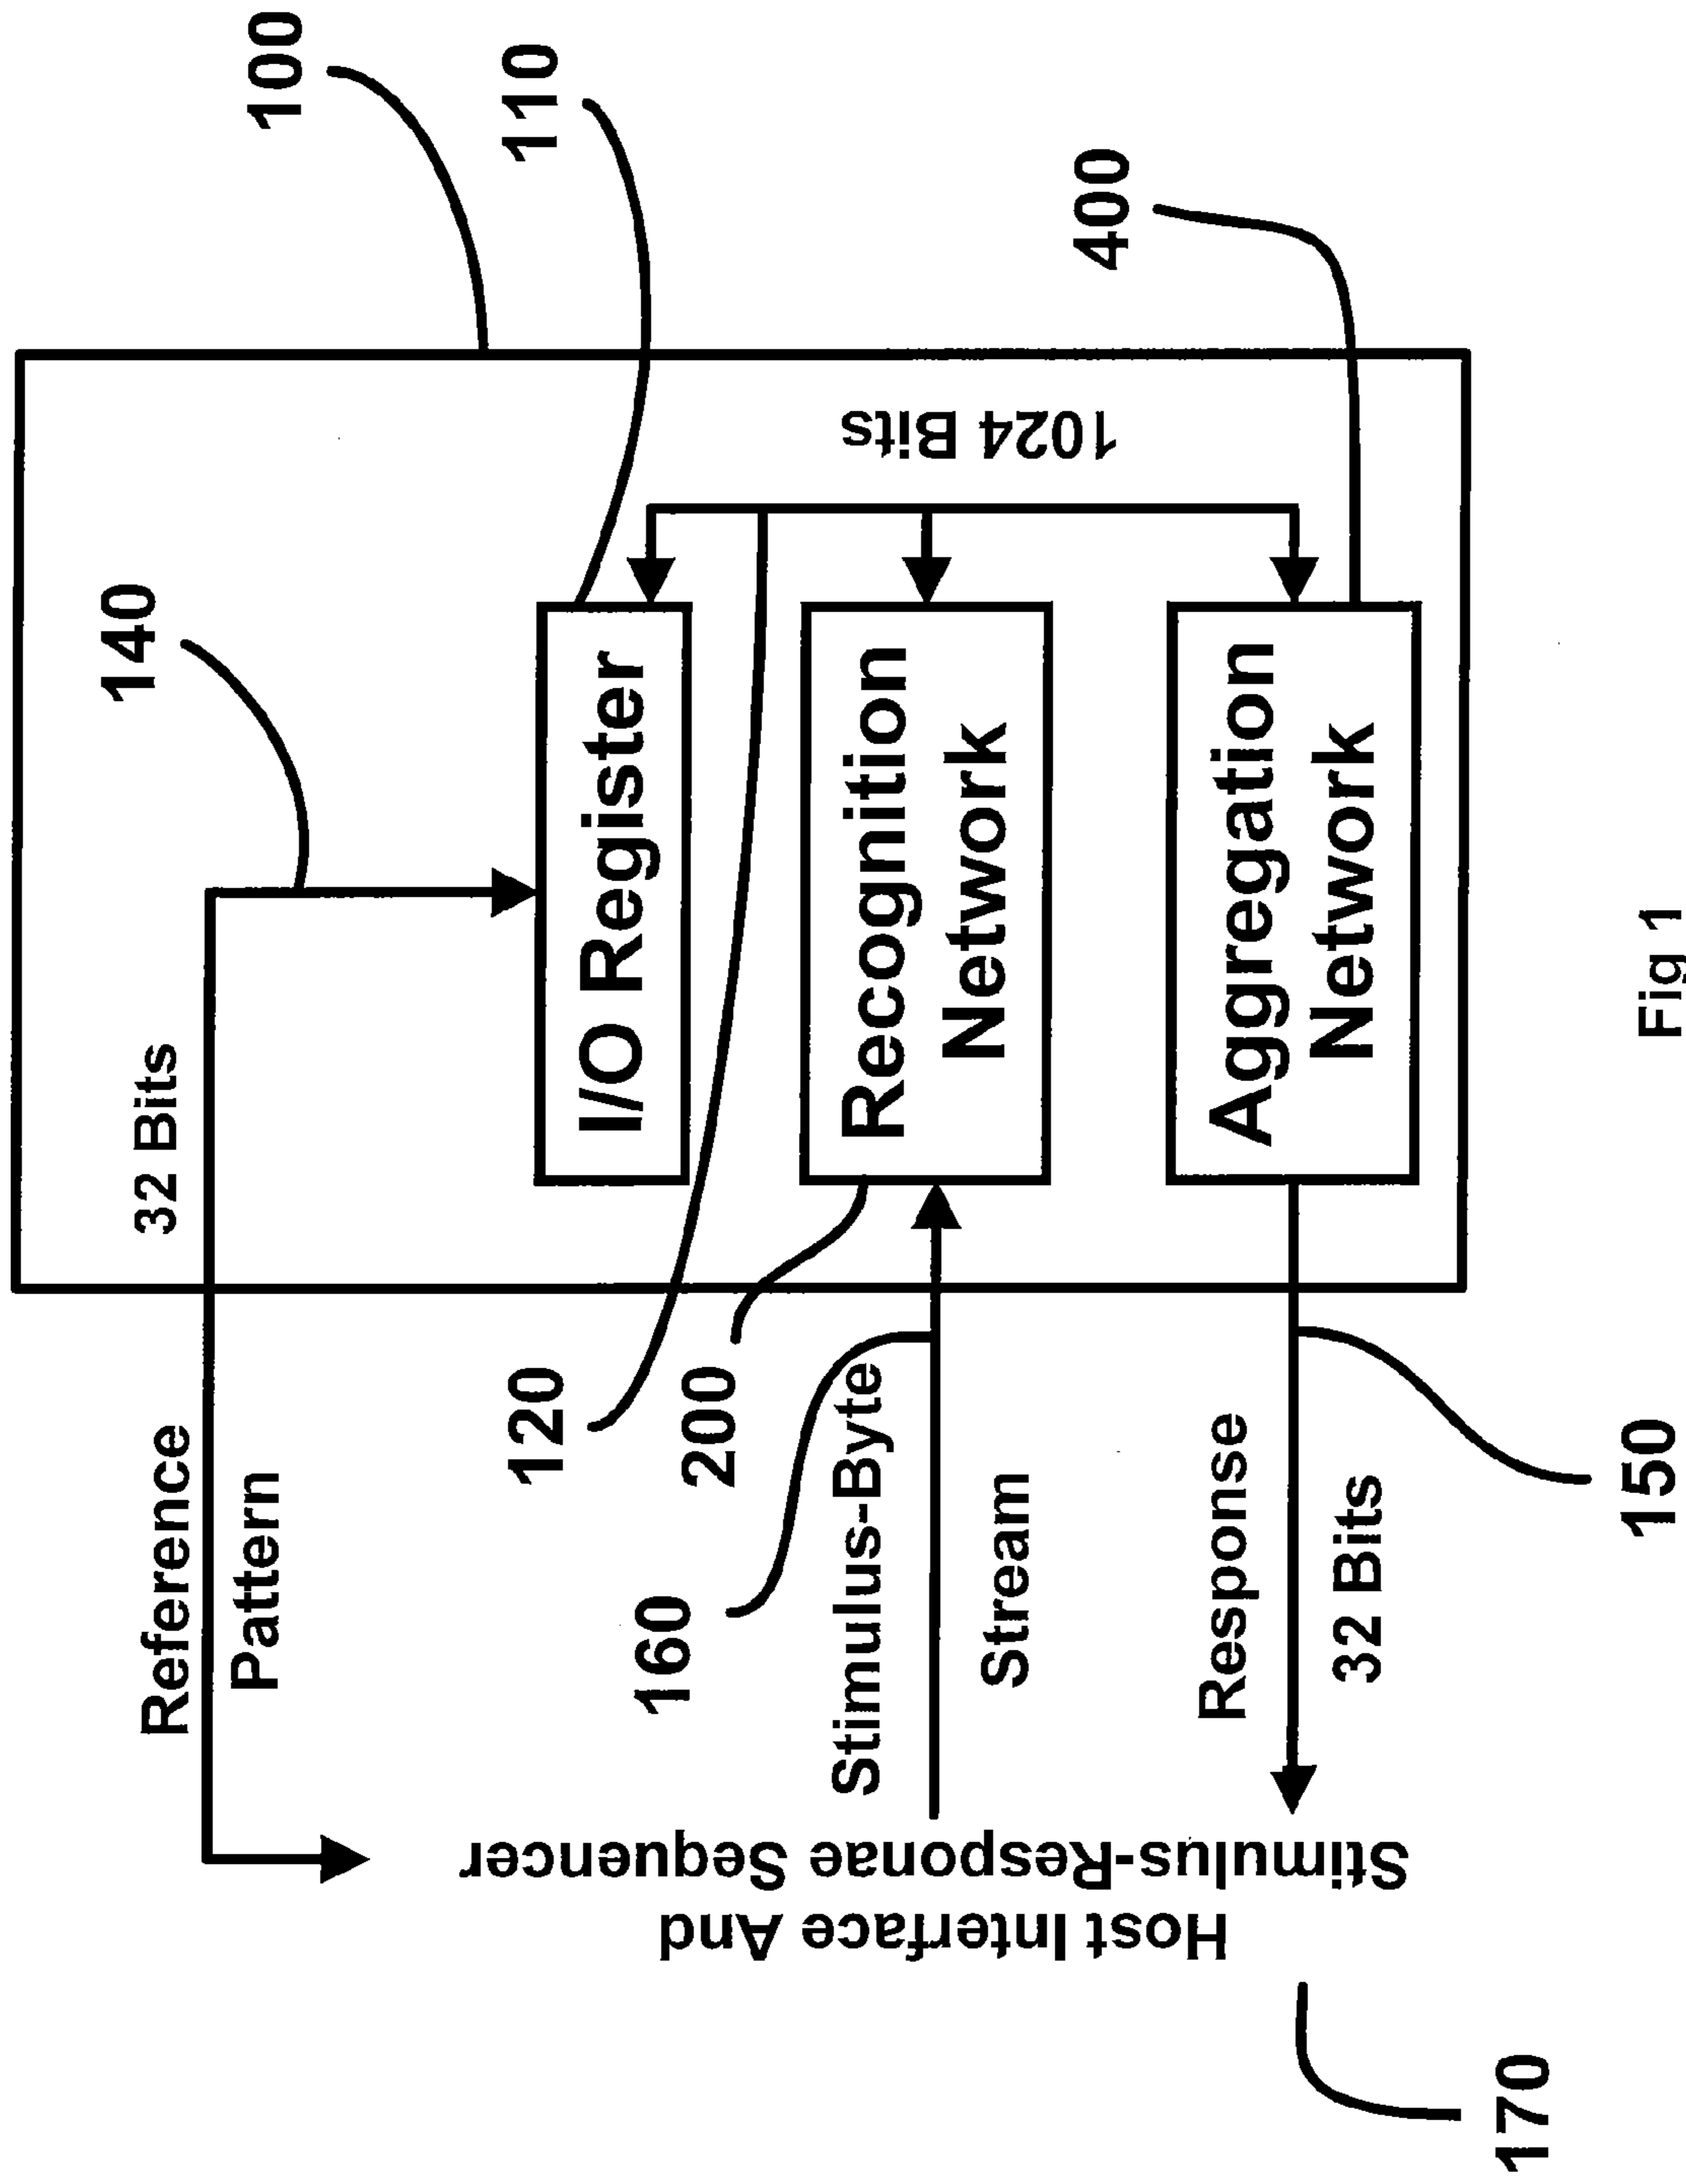 100
110
140
400
32 Bits
1024 Bits
I/O Register
Recognition
Network
Aggregation
Network
Reference
Pattern
120
200
160
Stimulus-Byte
Stream
Response
32 Bits
150
Host Interface And
Stimulus-Responae Sequencer
170
Fig 1